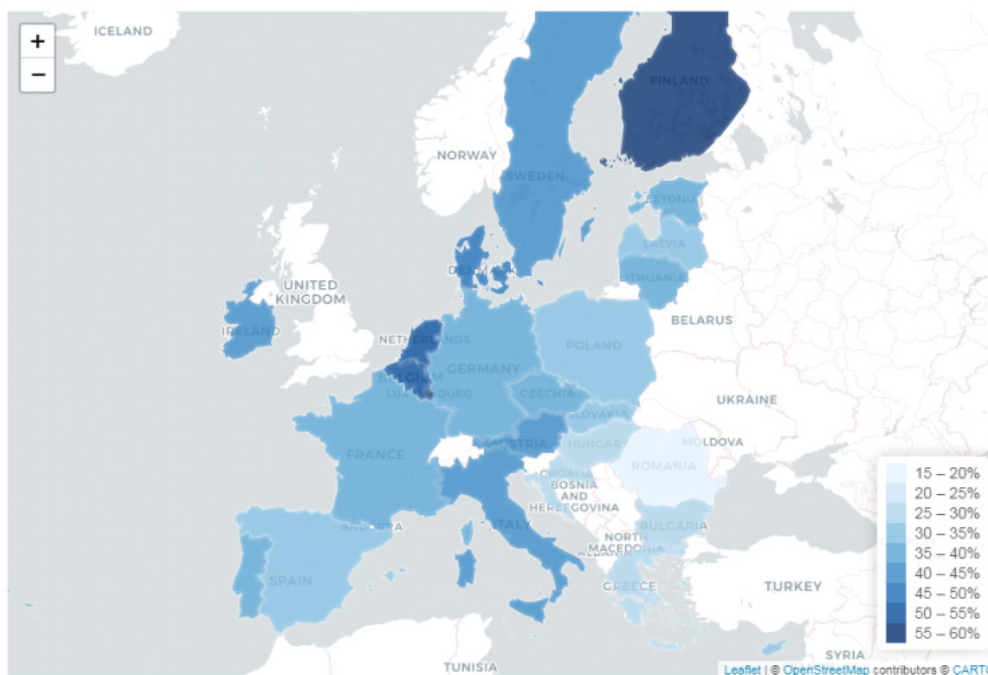 +
ICELAND
−
FINLAND
NORWAY
SWEDEN
ESTONIA
LATVIA
DENMARK
LITHUANIA
UNITED
KINGDOM
IRELAND
BELARUS
NETHERLANDS
POLAND
GERMANY
BELGIUM
LUXEMBOURG
CZECHIA
UKRAINE
SLOVAKIA
AUSTRIA
HUNGARY
MOLDOVA
FRANCE
ROMANIA
CROATIA
BOSNIA
AND
HERZEGOVINA
ITALY
ANDORRA
BULGARIA
NORTH
MACEDONIA
SPAIN
GREECE
TURKEY
SYRIA
TUNISIA
15 – 20%
20 – 25%
25 – 30%
30 – 35%
35 – 40%
40 – 45%
45 – 50%
50 – 55%
55 – 60%
Leaflet | © OpenStreetMap contributors © CARTO